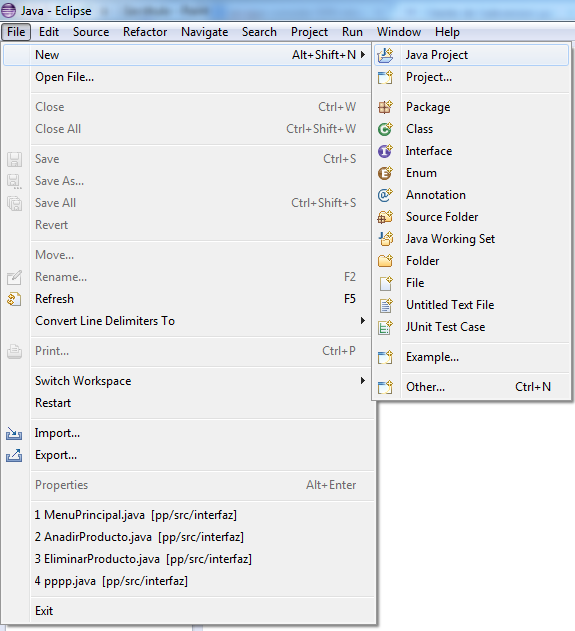 Java - Eclipse
File Edit Source Refactor Navigate Search Project Run Window Help
New Alt+Shift+N
Open File...
Close Ctrl+W
Close All Ctrl+Shift+W
Save Ctrl+S
Save As...
Save All Ctrl+Shift+S
Revert
Move...
Rename... F2
Refresh F5
Convert Line Delimiters To
Print... Ctrl+P
Switch Workspace
Restart
Import...
Export...
Properties Alt+Enter
1 MenuPrincipal.java [pp/src/interfaz]
2 AnadirProducto.java [pp/src/interfaz]
3 EliminarProducto.java [pp/src/interfaz]
4 pppp.java [pp/src/interfaz]
Exit
Java Project
Project...
Package
Class
Interface
Enum
Annotation
Source Folder
Java Working Set
Folder
File
Untitled Text File
JUnit Test Case
Example...
Other... Ctrl+N